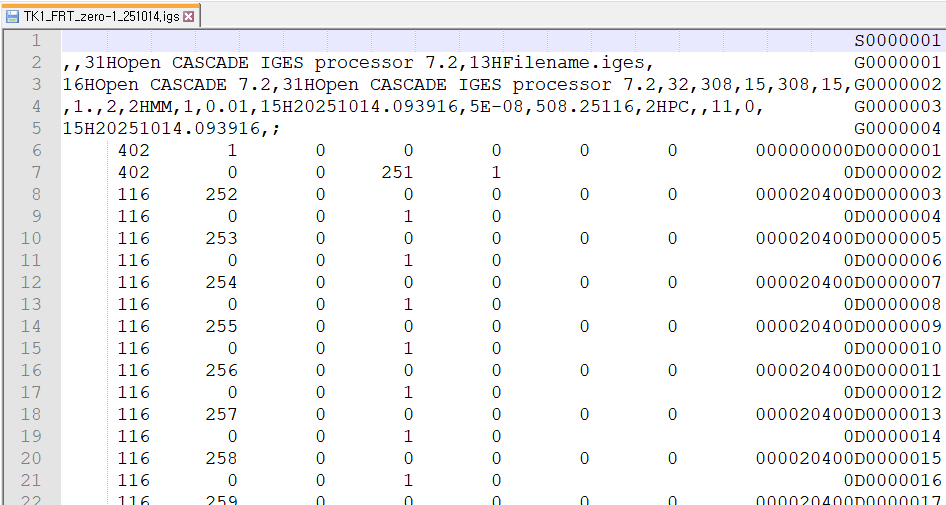 TK1_FRT_zero-1_251014.igs
1 S0000001
2 ,,31HOpen CASCADE IGES processor 7.2,13HFilename.iges, G0000001
3 16HOpen CASCADE 7.2,31HOpen CASCADE IGES processor 7.2,32,308,15,308,15,G0000002
4 ,1.,2,2HMM,1,0.01,15H20251014.093916,5E-08,508.25116,2HPC,,11,0, G0000003
5 15H20251014.093916,; G0000004
6 402 1 0 0 0 0 0 000000000D0000001
7 402 0 0 251 1 0D0000002
8 116 252 0 0 0 0 0 000020400D0000003
9 116 0 0 1 0 0D0000004
10 116 253 0 0 0 0 0 000020400D0000005
11 116 0 0 1 0 0D0000006
12 116 254 0 0 0 0 0 000020400D0000007
13 116 0 0 1 0 0D0000008
14 116 255 0 0 0 0 0 000020400D0000009
15 116 0 0 1 0 0D0000010
16 116 256 0 0 0 0 0 000020400D0000011
17 116 0 0 1 0 0D0000012
18 116 257 0 0 0 0 0 000020400D0000013
19 116 0 0 1 0 0D0000014
20 116 258 0 0 0 0 0 000020400D0000015
21 116 0 0 1 0 0D0000016
22 116 259 0 0 0 0 0 000020400D0000017